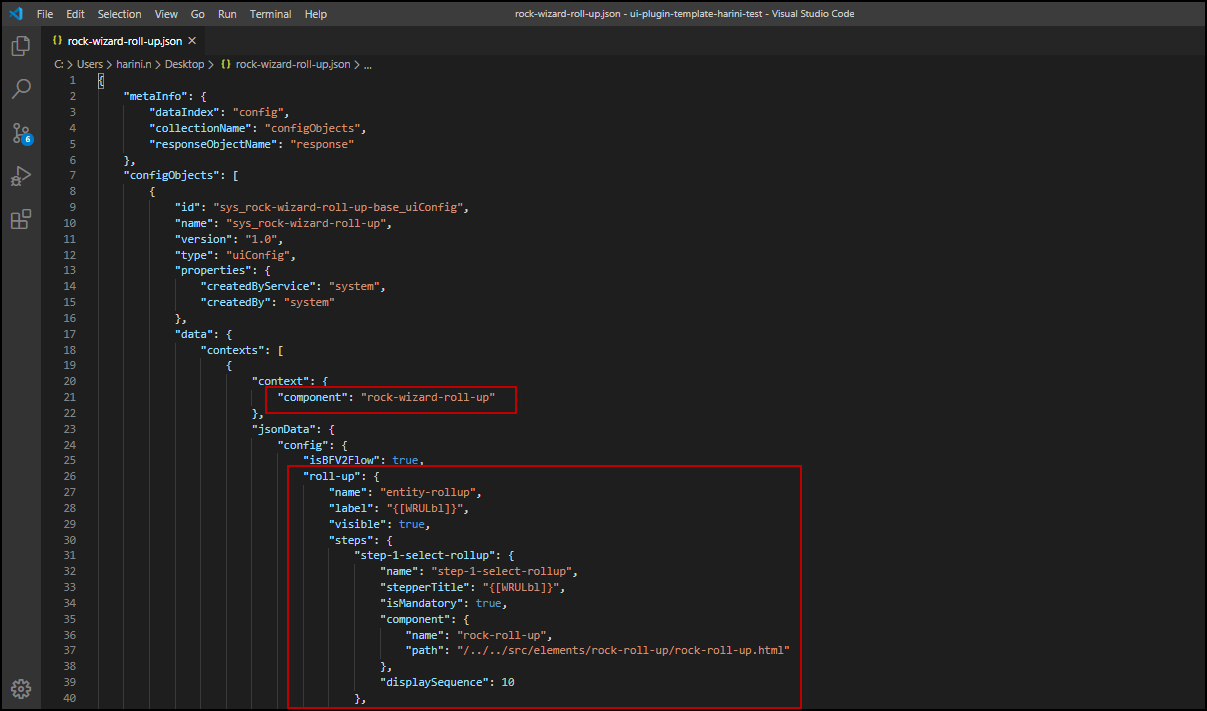 File Edit Selection View Go Run Terminal Help rock-wizard-roll-up.json - ui-plugin-template-harini-test - Visual Studio Code
{} rock-wizard-roll-up.json ×
C: > Users > harini.n > Desktop > {} rock-wizard-roll-up.json > ...
1 {
2 "metaInfo": {
3 "dataIndex": "config",
4 "collectionName": "configObjects",
5 "responseObjectName": "response"
6 },
7 "configObjects": [
8 {
9 "id": "sys_rock-wizard-roll-up-base_uiConfig",
10 "name": "sys_rock-wizard-roll-up",
11 "version": "1.0",
12 "type": "uiConfig",
13 "properties": {
14 "createdByService": "system",
15 "createdBy": "system"
16 },
17 "data": {
18 "contexts": [
19 {
20 "context": {
21 "component": "rock-wizard-roll-up"
22 },
23 "jsonData": {
24 "config": {
25 "isBFV2Flow": true,
26 "roll-up": {
27 "name": "entity-rollup",
28 "label": "{[WRULbl]}",
29 "visible": true,
30 "steps": {
31 "step-1-select-rollup": {
32 "name": "step-1-select-rollup",
33 "stepperTitle": "{[WRULbl]}",
34 "isMandatory": true,
35 "component": {
36 "name": "rock-roll-up",
37 "path": "/../../src/elements/rock-roll-up/rock-roll-up.html"
38 },
39 "displaySequence": 10
40 },
6